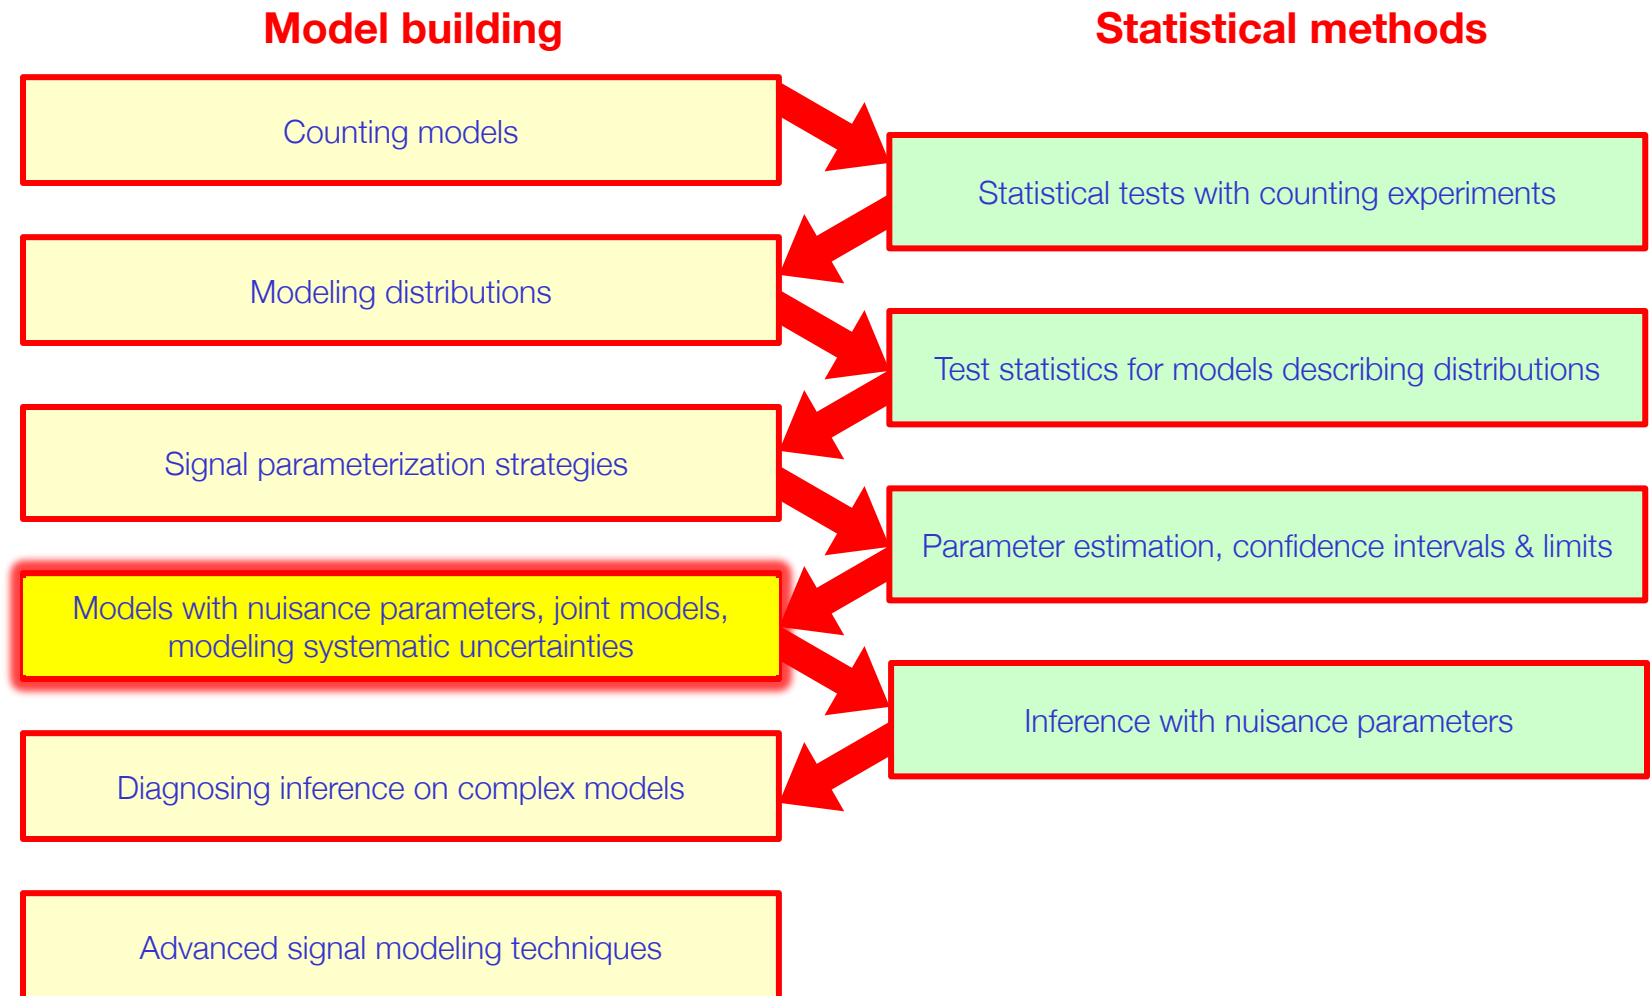 Model building
Statistical methods
Counting models
Statistical tests with counting experiments
Modeling distributions
Test statistics for models describing distributions
Signal parameterization strategies
Parameter estimation, confidence intervals & limits
Models with nuisance parameters, joint models,
modeling systematic uncertainties
Inference with nuisance parameters
Diagnosing inference on complex models
Advanced signal modeling techniques